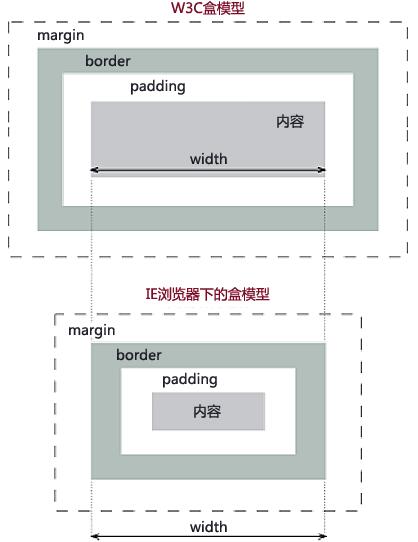 W3C盒模型
margin
border
padding
内容
width
IE浏览器下的盒模型
margin
border
padding
内容
width